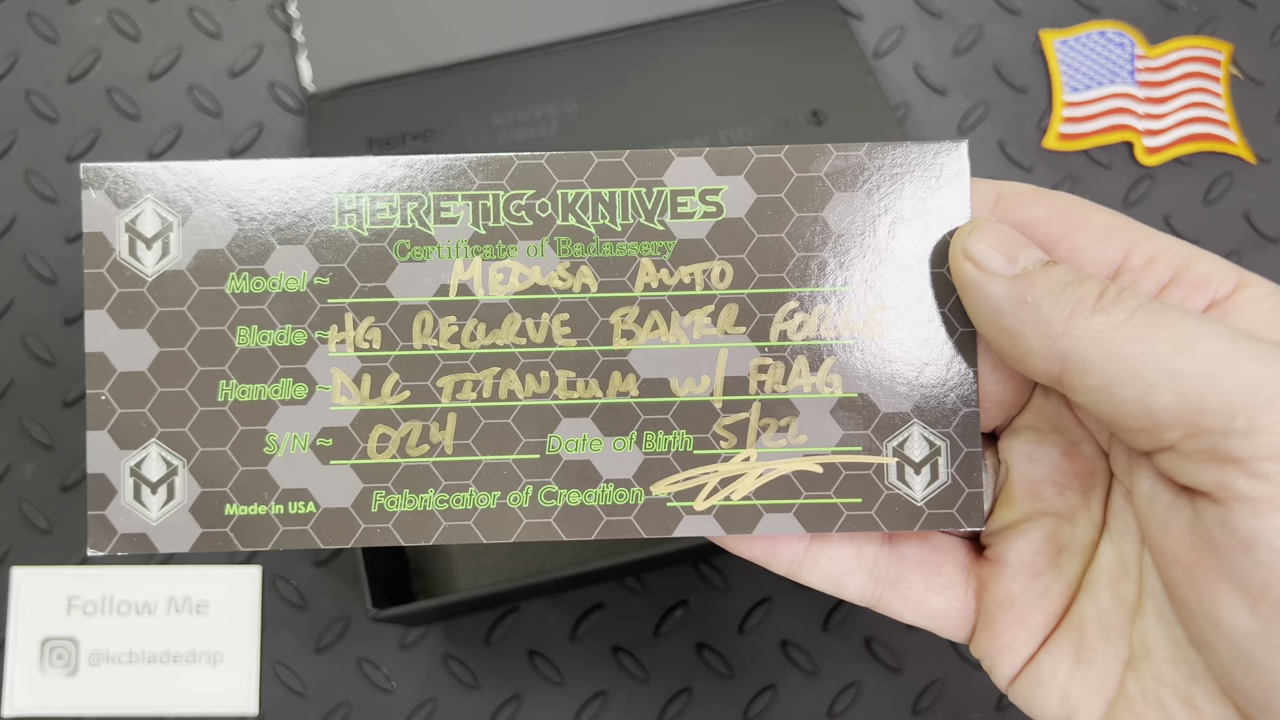 HERETIC KNIVES
Certificate of Badassery
Model ~ MEDUSA AUTO
Blade ~ HG RECURVE BAKER FORGE
Handle ~ DLC TITANIUM W/ FRAG
S/N ~ 024 Date of Birth 5/22
Fabricator of Creation ~
Made in USA
Follow Me
@kcbladedrip